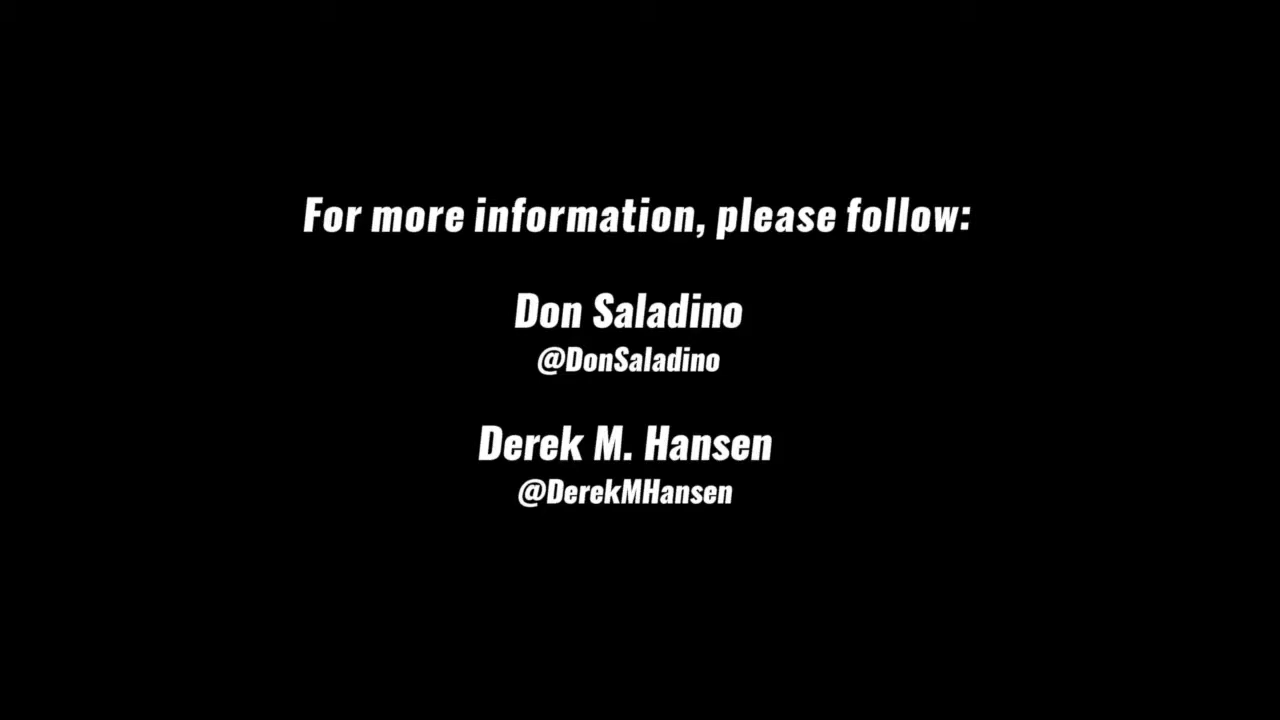 For more information, please follow:
Don Saladino
@DonSaladino
Derek M. Hansen
@DerekMHansen